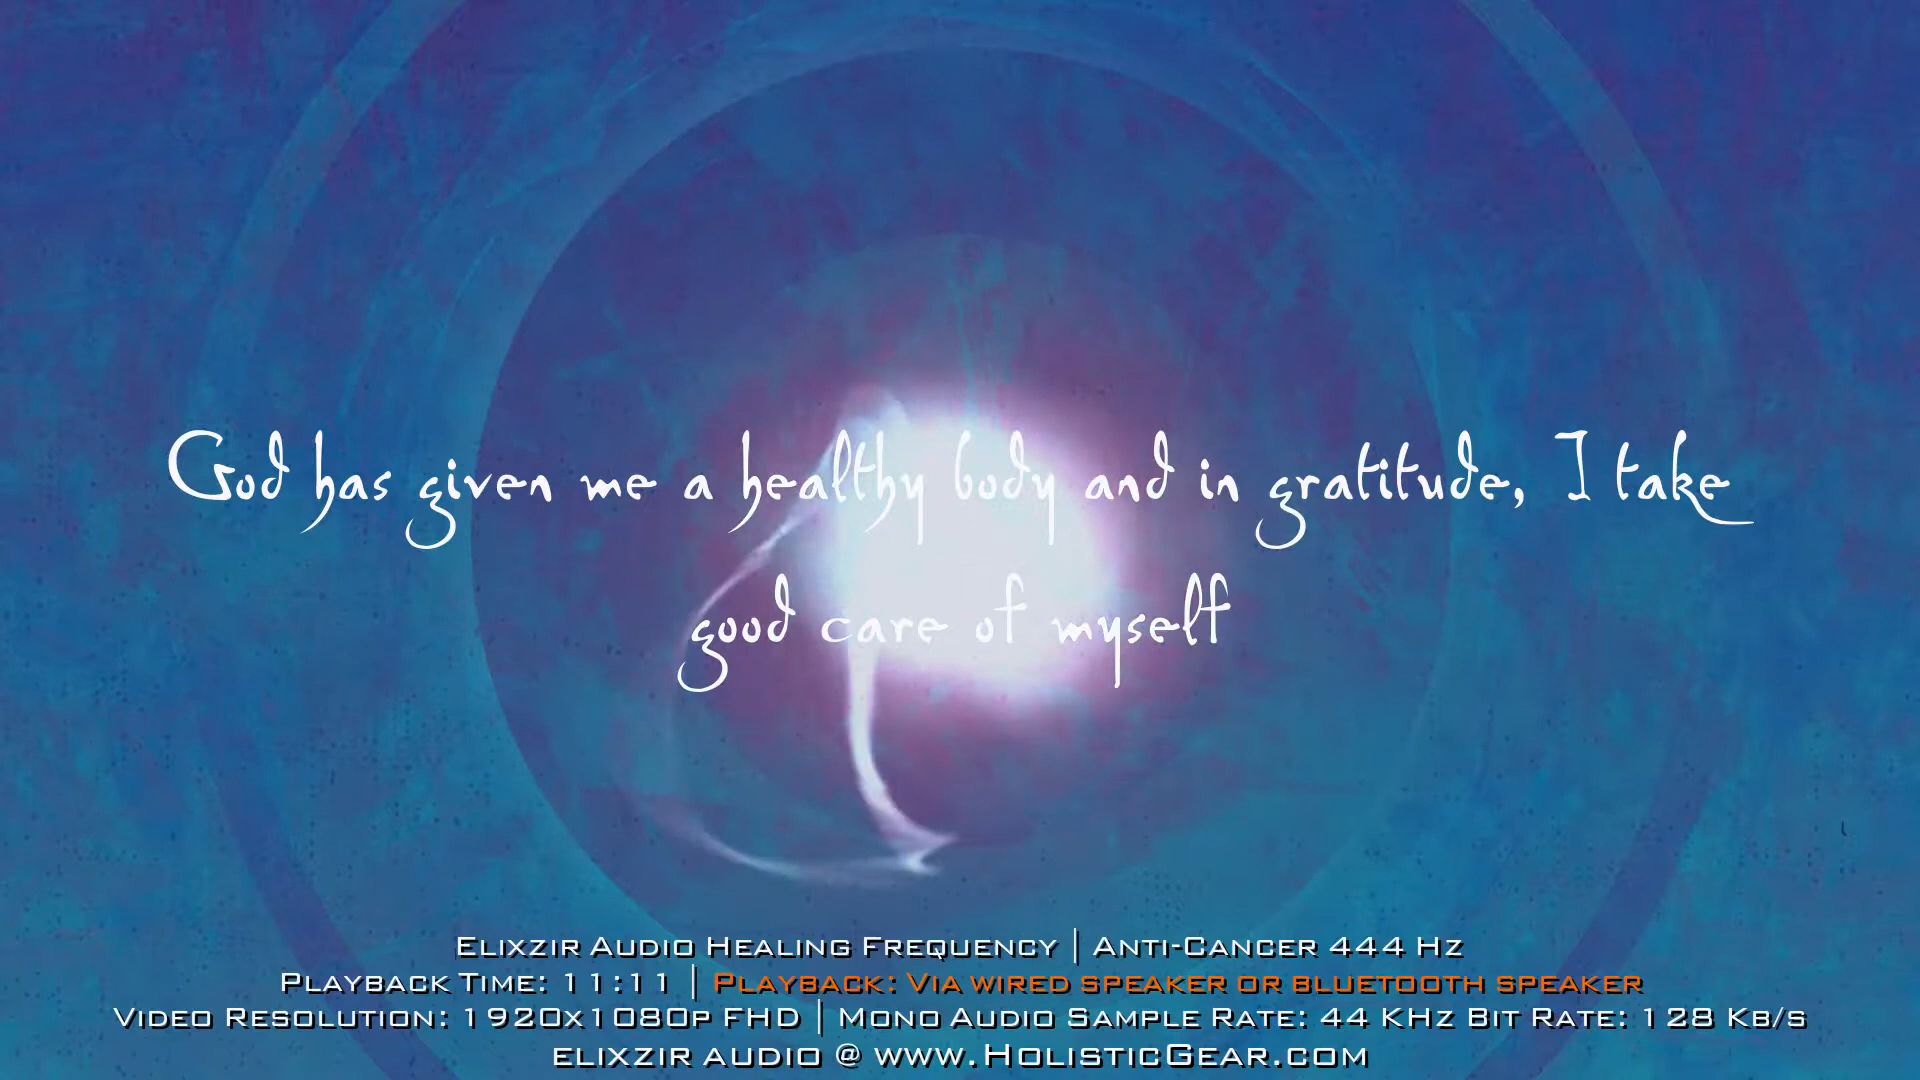 God has given me a healthy body and in gratitude, I take
good care of myself
Elixzir Audio Healing Frequency | Anti-Cancer 444 Hz
Playback Time: 11:11 | Playback: Via wired speaker or bluetooth speaker
Video Resolution: 1920x1080p FHD | Mono Audio Sample Rate: 44 KHz Bit Rate: 128 Kb/s
elixzir audio @ www.HolisticGear.com